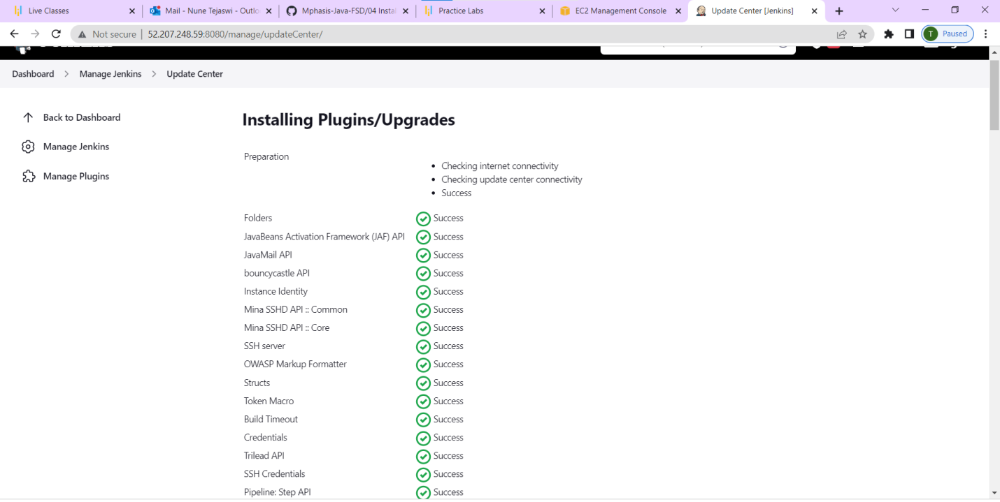 Live Classes
Mail - Nune Tejaswi - Outlo
Mphasis-Java-FSD/04 Instal
Practice Labs
EC2 Management Console
Update Center [Jenkins]
Not secure | 52.207.248.59:8080/manage/updateCenter/
T Paused
Dashboard > Manage Jenkins > Update Center
Back to Dashboard
Manage Jenkins
Manage Plugins
Installing Plugins/Upgrades
Preparation
• Checking internet connectivity
• Checking update center connectivity
• Success
Folders Success
JavaBeans Activation Framework (JAF) API Success
JavaMail API Success
bouncycastle API Success
Instance Identity Success
Mina SSHD API :: Common Success
Mina SSHD API :: Core Success
SSH server Success
OWASP Markup Formatter Success
Structs Success
Token Macro Success
Build Timeout Success
Credentials Success
Trilead API Success
SSH Credentials Success
Pipeline: Step API Success